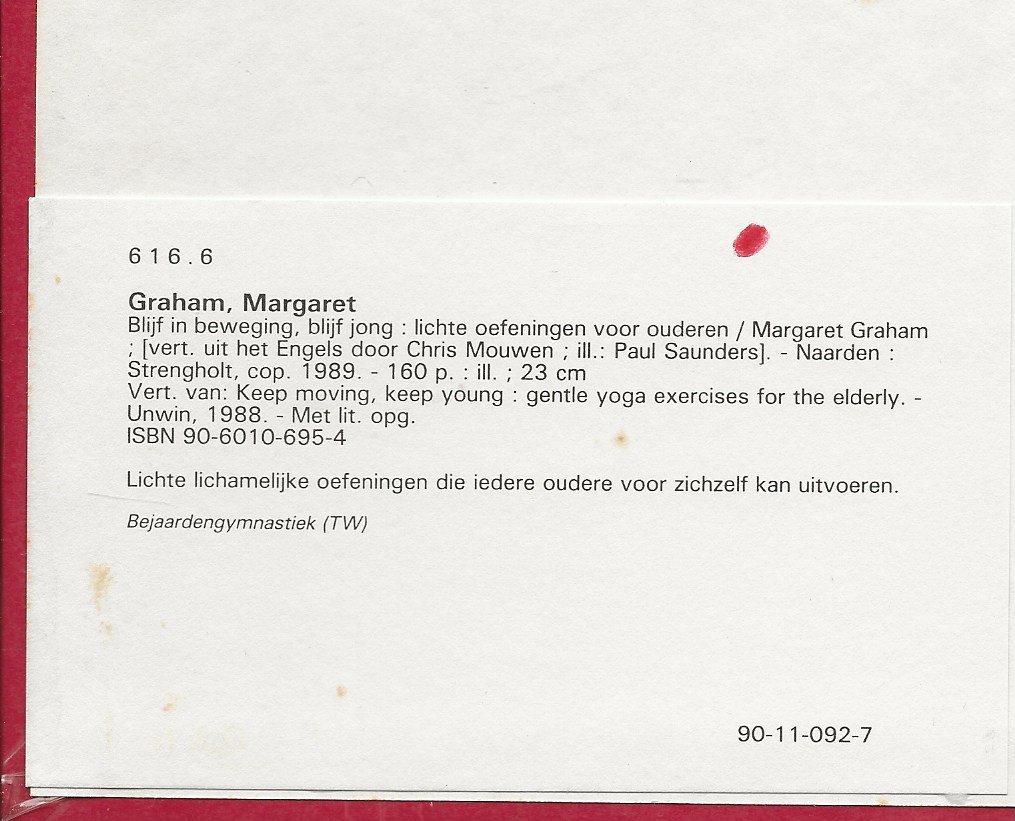 616.6
Graham, Margaret
Blijf in beweging, blijf jong : lichte oefeningen voor ouderen / Margaret Graham
; [vert. uit het Engels door Chris Mouwen ; ill.: Paul Saunders]. - Naarden :
Strengholt, cop. 1989. - 160 p. : ill. ; 23 cm
Vert. van: Keep moving, keep young : gentle yoga exercises for the elderly. -
Unwin, 1988. - Met lit. opg.
ISBN 90-6010-695-4
Lichte lichamelijke oefeningen die iedere oudere voor zichzelf kan uitvoeren.
Bejaardengymnastiek (TW)
90-11-092-7